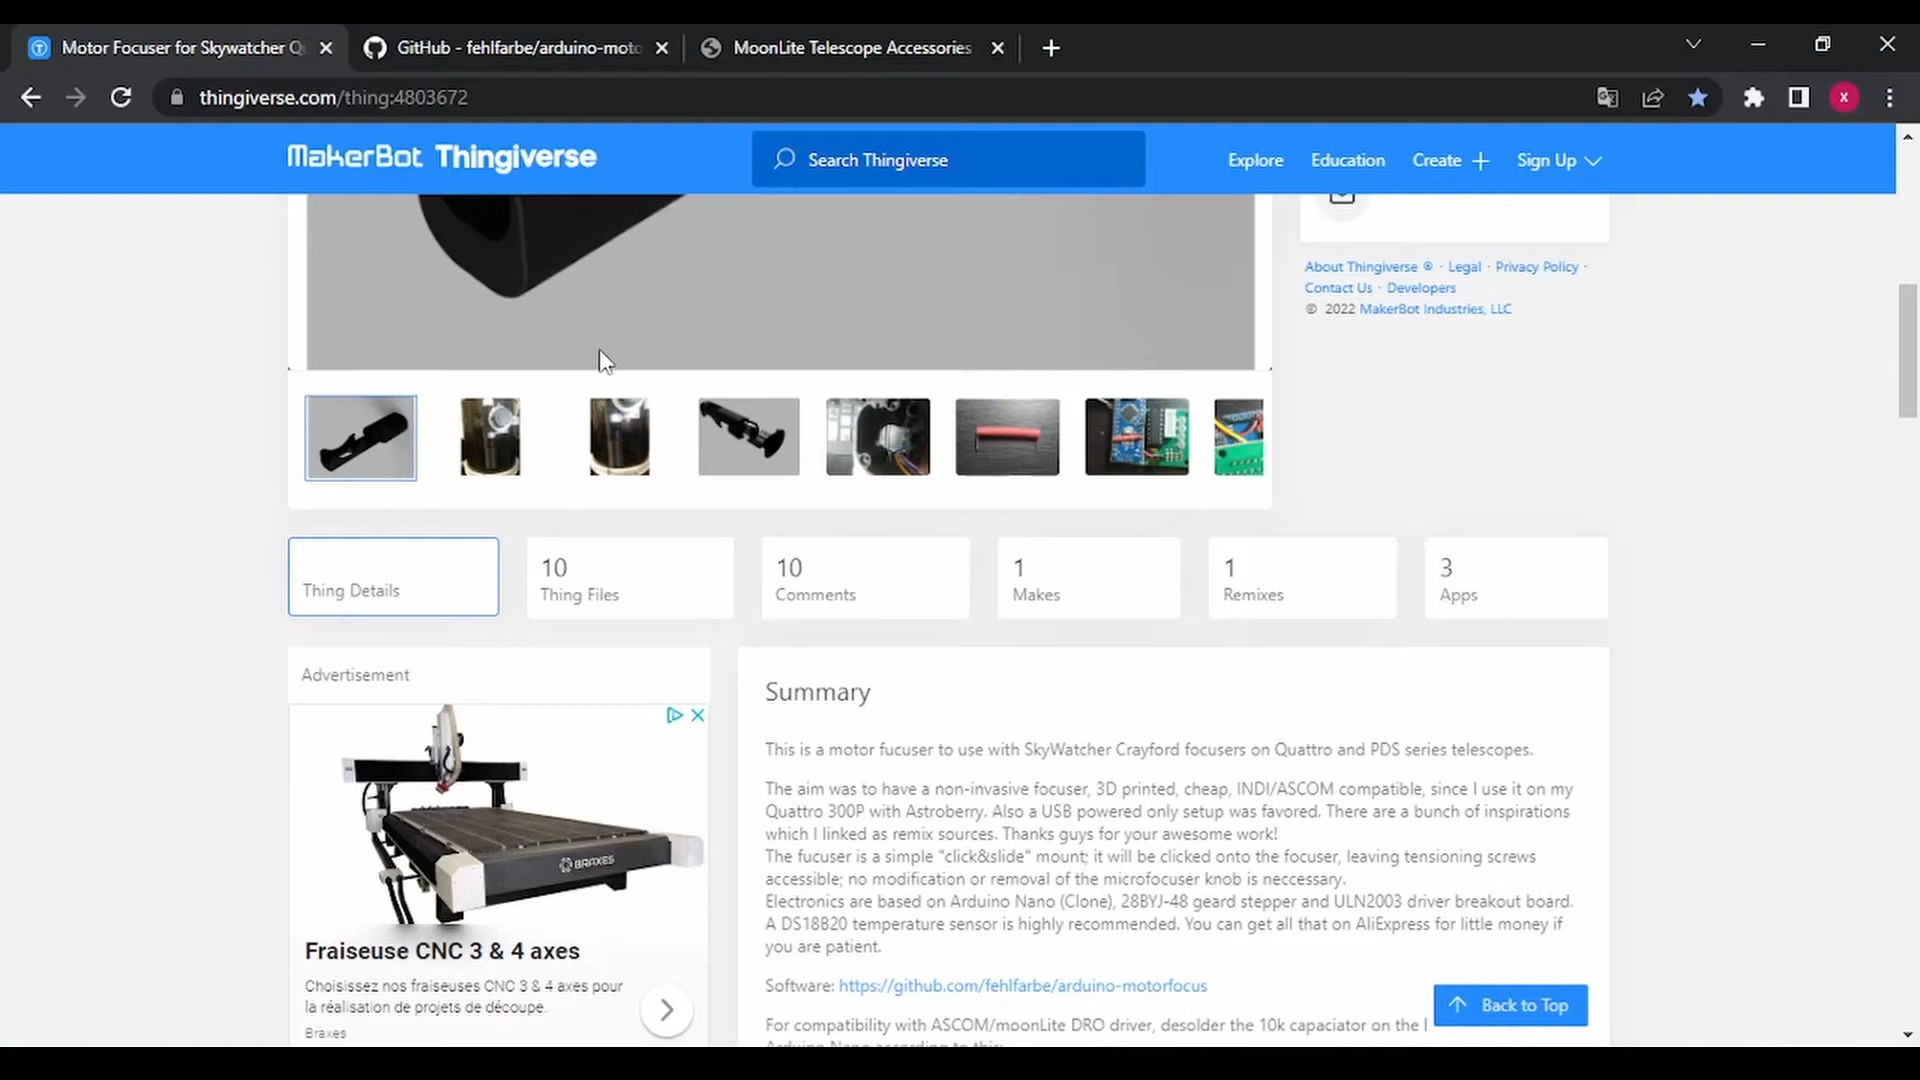 Motor Focuser for Skywatcher Q
GitHub - fehlfarbe/arduino-moto
MoonLite Telescope Accessories
thingiverse.com/thing:4803672
X
MakerBot Thingiverse
Search Thingiverse
Explore
Education
Create
Sign Up
About Thingiverse ® · Legal · Privacy Policy ·
Contact Us · Developers
© 2022 MakerBot Industries, LLC
Thing Details
10
Thing Files
10
Comments
1
Makes
1
Remixes
3
Apps
Advertisement
BRAXES
Fraiseuse CNC 3 & 4 axes
Choisissez nos fraiseuses CNC 3 & 4 axes pour
la réalisation de projets de découpe.
Braxes
Summary
This is a motor fucuser to use with SkyWatcher Crayford focusers on Quattro and PDS series telescopes.
The aim was to have a non-invasive focuser, 3D printed, cheap, INDI/ASCOM compatible, since I use it on my
Quattro 300P with Astroberry. Also a USB powered only setup was favored. There are a bunch of inspirations
which I linked as remix sources. Thanks guys for your awesome work!
The fucuser is a simple "click&slide" mount; it will be clicked onto the focuser, leaving tensioning screws
accessible; no modification or removal of the microfocuser knob is neccessary.
Electronics are based on Arduino Nano (Clone), 28BYJ-48 geard stepper and ULN2003 driver breakout board.
A DS18B20 temperature sensor is highly recommended. You can get all that on AliExpress for little money if
you are patient.
Software: https://github.com/fehlfarbe/arduino-motorfocus
For compatibility with ASCOM/moonLite DRO driver, desolder the 10k capaciator on the
Arduino Nano according to this:
Back to Top